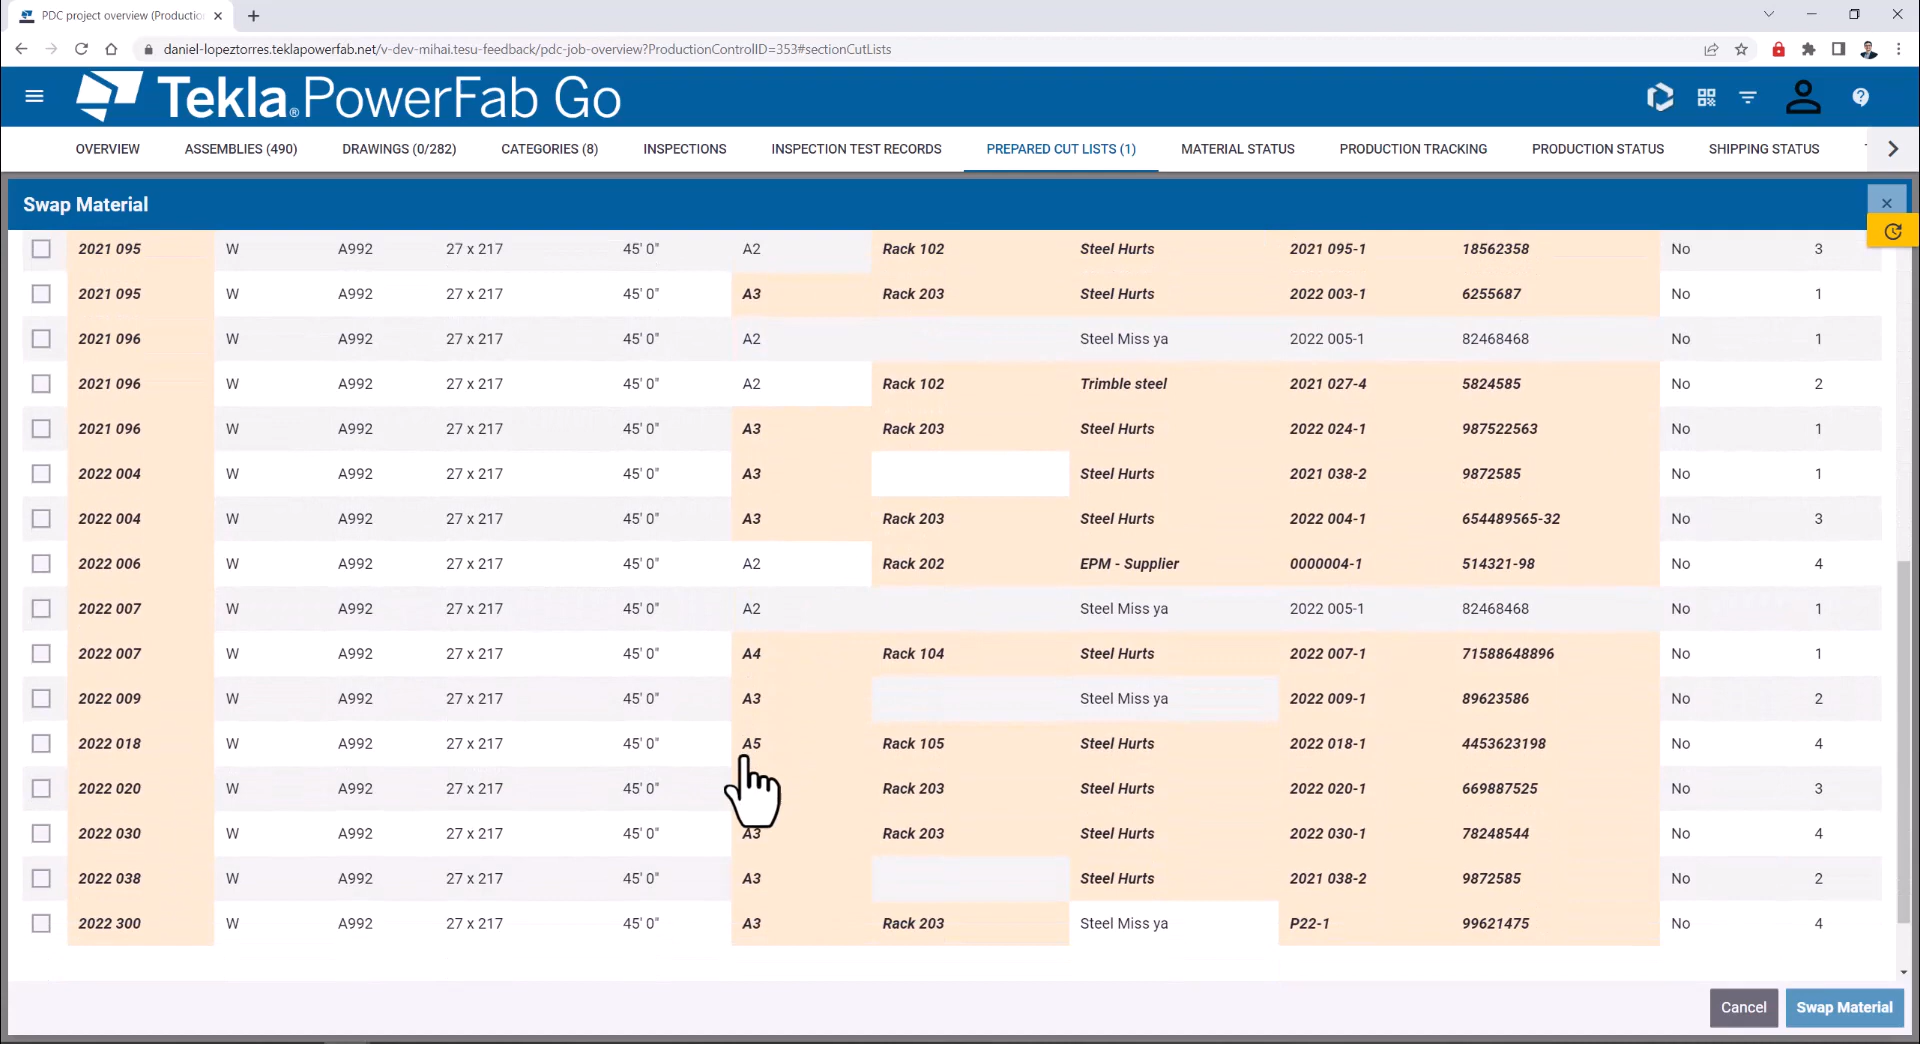 PDC project overview (Productio
daniel-lopeztorres.teklapowerfab.net/v-dev-mihai.tesu-feedback/pdc-job-overview?ProductionControlID=353#sectionCutLists
Tekla® PowerFab Go
OVERVIEW ASSEMBLIES (490) DRAWINGS (0/282) CATEGORIES (8) INSPECTIONS INSPECTION TEST RECORDS PREPARED CUT LISTS (1) MATERIAL STATUS PRODUCTION TRACKING PRODUCTION STATUS SHIPPING STATUS
Swap Material
2021 095 W A992 27 x 217 45' 0" A2 Rack 102 Steel Hurts 2021 095-1 18562358 No 3
2021 095 W A992 27 x 217 45' 0" A3 Rack 203 Steel Hurts 2022 003-1 6255687 No 1
2021 096 W A992 27 x 217 45' 0" A2 Steel Miss ya 2022 005-1 82468468 No 1
2021 096 W A992 27 x 217 45' 0" A2 Rack 102 Trimble steel 2021 027-4 5824585 No 2
2021 096 W A992 27 x 217 45' 0" A3 Rack 203 Steel Hurts 2022 024-1 987522563 No 1
2022 004 W A992 27 x 217 45' 0" A3 Steel Hurts 2021 038-2 9872585 No 1
2022 004 W A992 27 x 217 45' 0" A3 Rack 203 Steel Hurts 2022 004-1 654489565-32 No 3
2022 006 W A992 27 x 217 45' 0" A2 Rack 202 EPM - Supplier 0000004-1 514321-98 No 4
2022 007 W A992 27 x 217 45' 0" A2 Steel Miss ya 2022 005-1 82468468 No 1
2022 007 W A992 27 x 217 45' 0" A4 Rack 104 Steel Hurts 2022 007-1 71588648896 No 1
2022 009 W A992 27 x 217 45' 0" A3 Steel Miss ya 2022 009-1 89623586 No 2
2022 018 W A992 27 x 217 45' 0" A5 Rack 105 Steel Hurts 2022 018-1 4453623198 No 4
2022 020 W A992 27 x 217 45' 0" Rack 203 Steel Hurts 2022 020-1 669887525 No 3
2022 030 W A992 27 x 217 45' 0" A3 Rack 203 Steel Hurts 2022 030-1 78248544 No 4
2022 038 W A992 27 x 217 45' 0" A3 Steel Hurts 2021 038-2 9872585 No 2
2022 300 W A992 27 x 217 45' 0" A3 Rack 203 Steel Miss ya P22-1 99621475 No 4
Cancel Swap Material